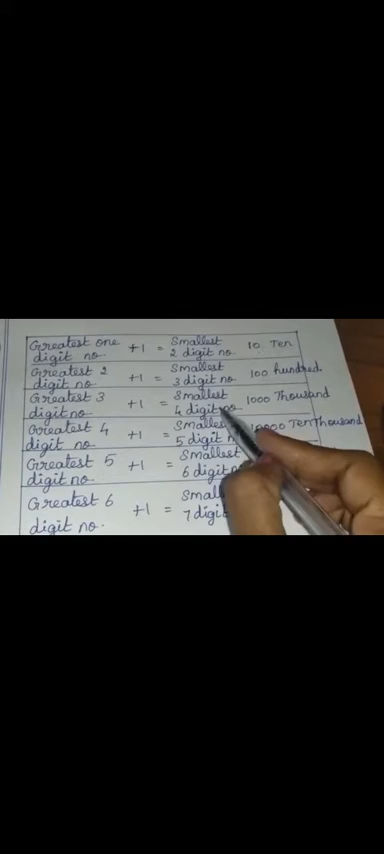 Greatest one +1 = Smallest 10 Ten
digit no. 2 digit no.
Greatest 2 +1 = Smallest 100 hundred
digit no. 3 digit no.
Greatest 3 +1 = Smallest 1000 Thousand
digit no. 4 digit no
Greatest 4 +1 = Smallest 10000 Ten Thousand
digit no. 5 digit
Greatest 5 +1 = Smallest
digit no. 6 digit
Greatest 6 +1 =
digit no. 7